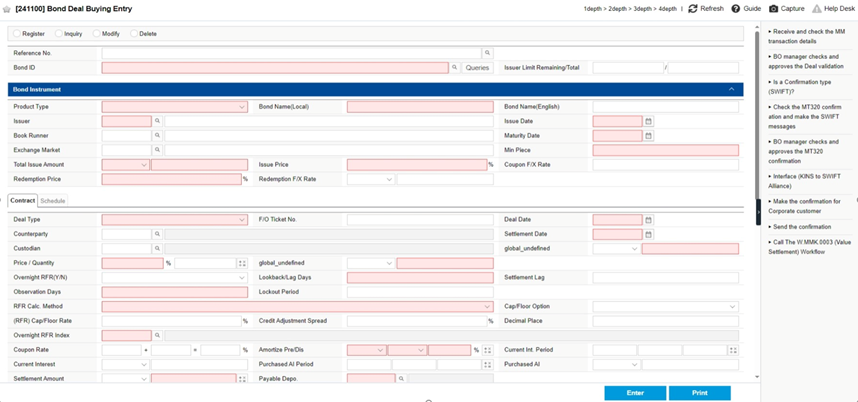 [241100] Bond Deal Buying Entry
1depth > 2depth > 3depth > 4depth | Refresh Guide Capture Help Desk
Register Inquiry Modify Delete
Reference No.
Bond ID Queries Issuer Limit Remaining/Total /
Bond Instrument
Product Type Bond Name(Local) Bond Name(English)
Issuer Issue Date
Book Runner Maturity Date
Exchange Market Min Piece
Total Issue Amount Issue Price % Coupon F/X Rate
Redemption Price % Redemption F/X Rate
Contract Schedule
Deal Type F/O Ticket No. Deal Date
Counterparty Settlement Date
Custodian global_undefined
Price / Quantity % global_undefined
Overnight RFR(Y/N) Lookback/Lag Days Settlement Lag
Observation Days Lockout Period
RFR Calc. Method Cap/Floor Option
(RFR) Cap/Floor Rate % Credit Adjustment Spread % Decimal Place
Overnight RFR Index
Coupon Rate + + % Amortize Pre/Dis % Current Int. Period
Current Interest Purchased AI Period Purchased AI
Settlement Amount Payable Depo.
Enter Print
• Receive and check the MM
transaction details
• BO manager checks and
approves the Deal validation
• Is a Confirmation type
(SWIFT)?
• Check the MT320 confirm
ation and make the SWIFT
messages
• BO manager checks and
approves the MT320
confirmation
• Interface (KINS to SWIFT
Alliance)
• Make the confirmation for
Corporate customer
• Send the confirmation
• Call The W.MMK.0003 (Value
Settlement) Workflow